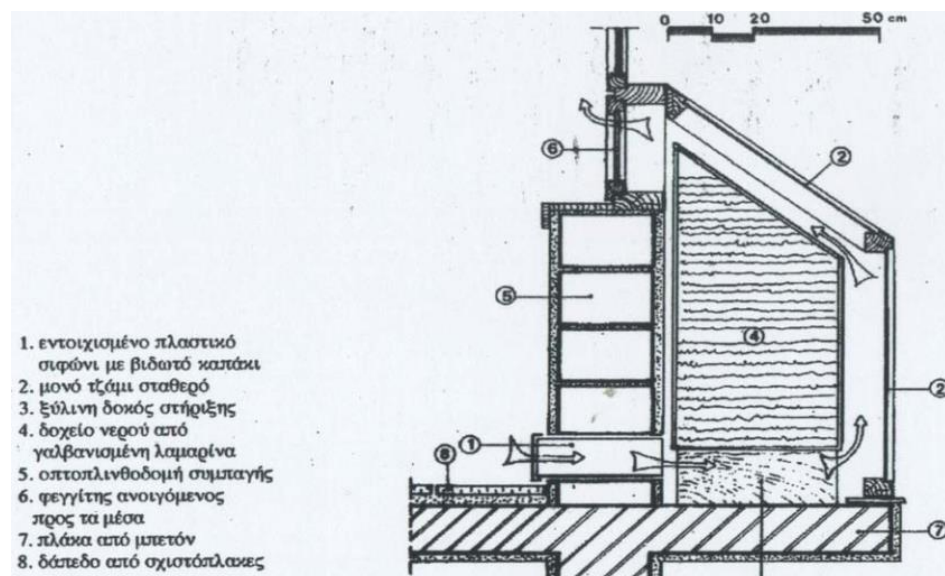 0 10 20 50 cm
2
6
5
4
2
1
8
7
1. εντοιχισμένο πλαστικό
σιφώνι με βιδωτό καπάκι
2. μονό τζάμι σταθερό
3. ξύλινη δοκός στήριξης
4. δοχείο νερού από
γαλβανισμένη λαμαρίνα
5. οπτοπλινθοδομή συμπαγής
6. φεγγίτης ανοιγόμενος
προς τα μέσα
7. πλάκα από μπετόν
8. δάπεδο από σχιστόπλακες